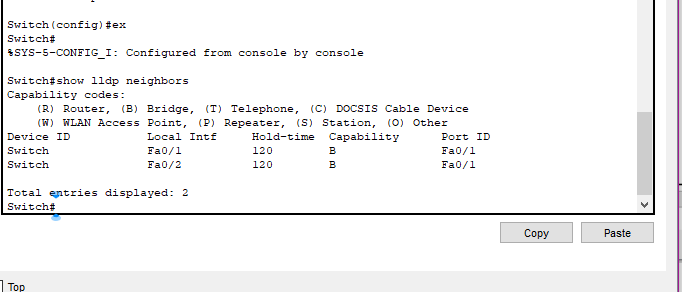 Switch(config)#ex
Switch#
%SYS-5-CONFIG_I: Configured from console by console
Switch#show lldp neighbors
Capability codes:
(R) Router, (B) Bridge, (T) Telephone, (C) DOCSIS Cable Device
(W) WLAN Access Point, (P) Repeater, (S) Station, (O) Other
Device ID Local Intf Hold-time Capability Port ID
Switch Fa0/1 120 B Fa0/1
Switch Fa0/2 120 B Fa0/1
Total entries displayed: 2
Switch#
Copy Paste
Top